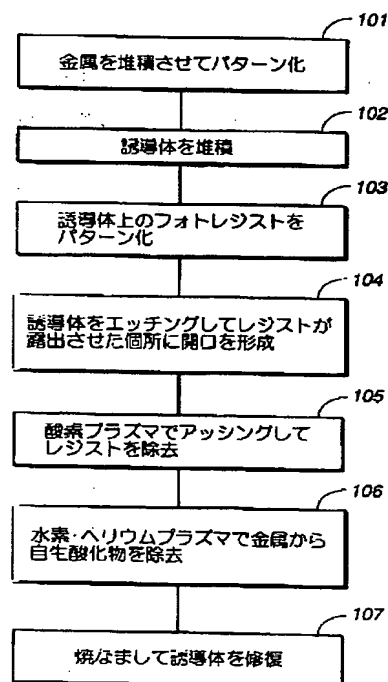 101
金属を堆積させてパターン化
102
誘導体を堆積
103
誘導体上のフォトレジストを
パターン化
104
誘導体をエッチングしてレジストが
露出させた個所に開口を形成
105
酸素プラズマでアッシングして
レジストを除去
106
水素・ヘリウムプラズマで金属から
自生酸化物を除去
107
焼なまして誘導体を修復